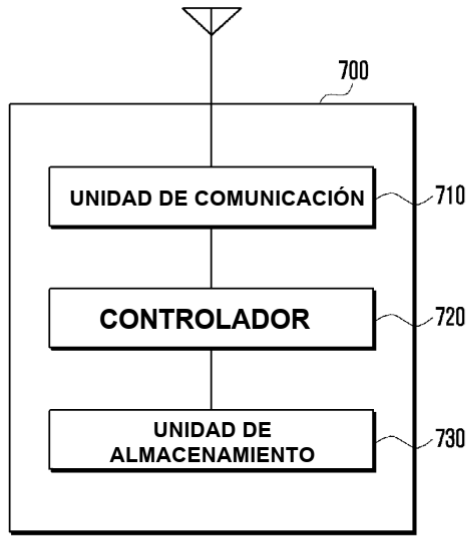 700
UNIDAD DE COMUNICACIÓN
710
CONTROLADOR
720
UNIDAD DE
ALMACENAMIENTO
730